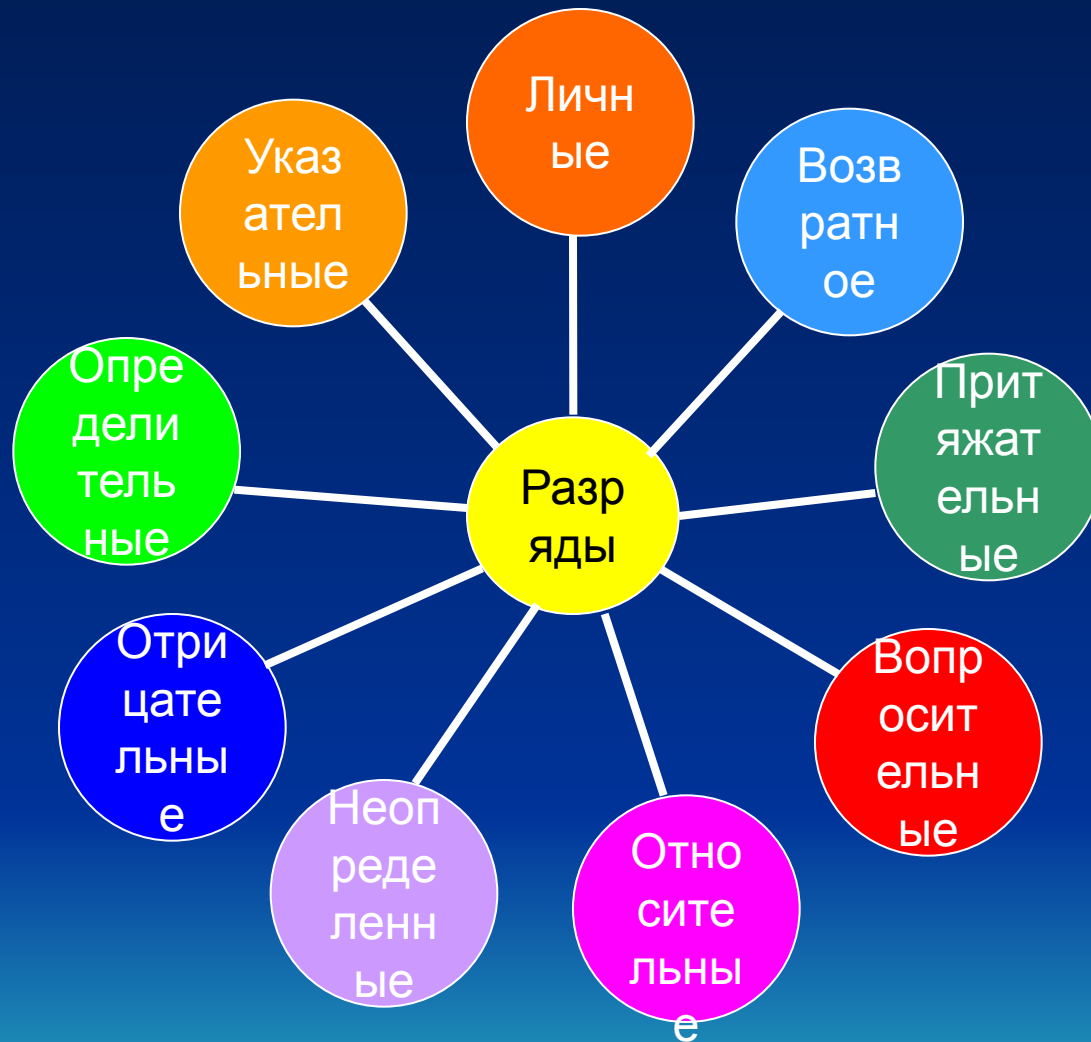 Личн
ые
Возв
ратн
ое
Прит
яжат
ельн
ые
Вопр
осит
ельн
ые
Отно
сите
льны
е
Неоп
реде
ленн
ые
Отри
цате
льны
е
Опре
дели
тель
ные
Указ
ател
ьные
Разр
яды